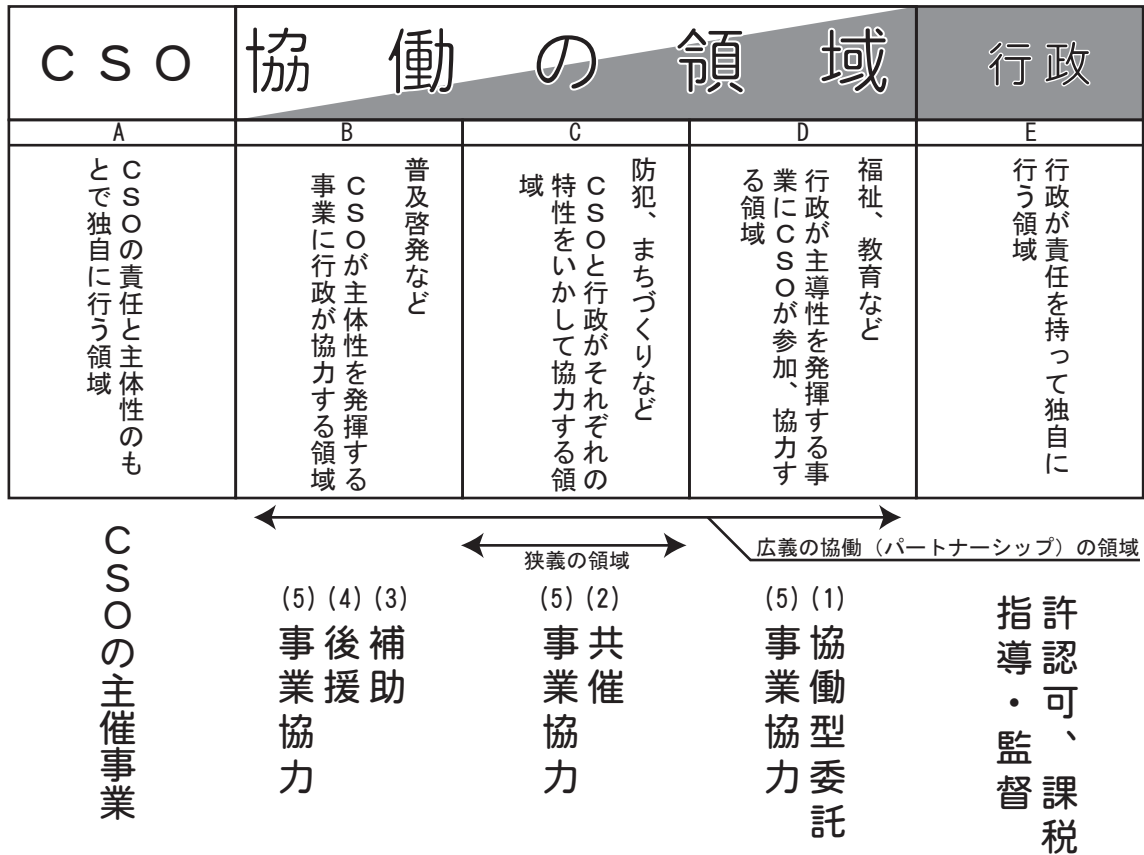 CSO
協働の領域
行政
A
B
C
D
E
CSOの責任と主体性のも
とで独自に行う領域
普及啓発など
CSOが主体性を発揮する
事業に行政が協力する領域
防犯、まちづくりなど
CSOと行政がそれぞれの
特性をいかして協力する領
域
福祉、教育など
行政が主導性を発揮する事
業にCSOが参加、協力す
る領域
行政が責任を持って独自に
行う領域
広義の協働（パートナーシップ）の領域
狭義の領域
CSOの主催事業
(3)補助
(4)後援
(5)事業協力
(2)共催
(5)事業協力
(1)協働型委託
(5)事業協力
許認可、課税
指導・監督